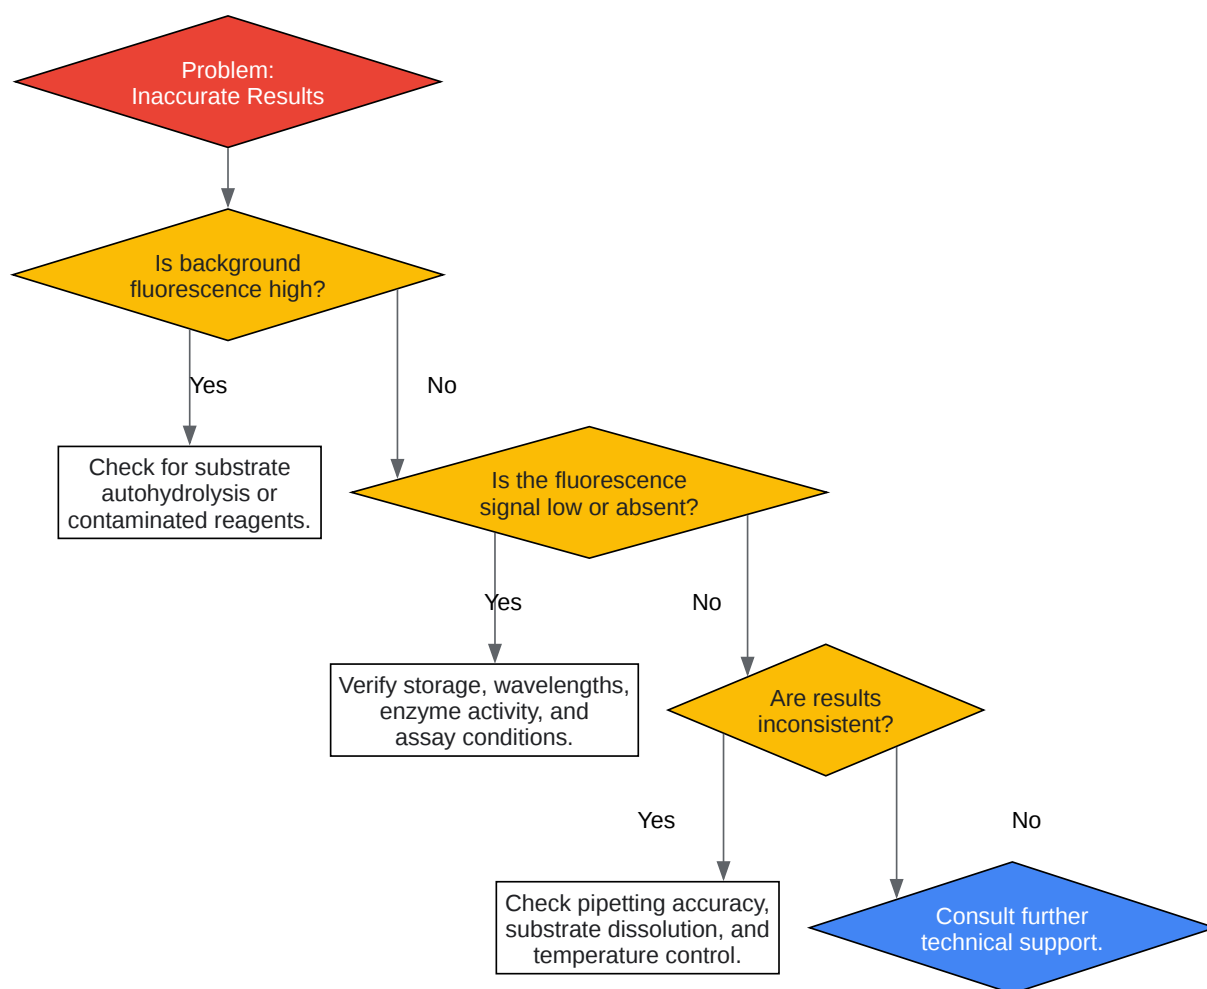 Problem:
Inaccurate Results
Is background
fluorescence high?
Yes
No
Check for substrate
autohydrolysis or
contaminated reagents.
Is the fluorescence
signal low or absent?
Yes
No
Verify storage, wavelengths,
enzyme activity, and
assay conditions.
Are results
inconsistent?
Yes
No
Check pipetting accuracy,
substrate dissolution, and
temperature control.
Consult further
technical support.